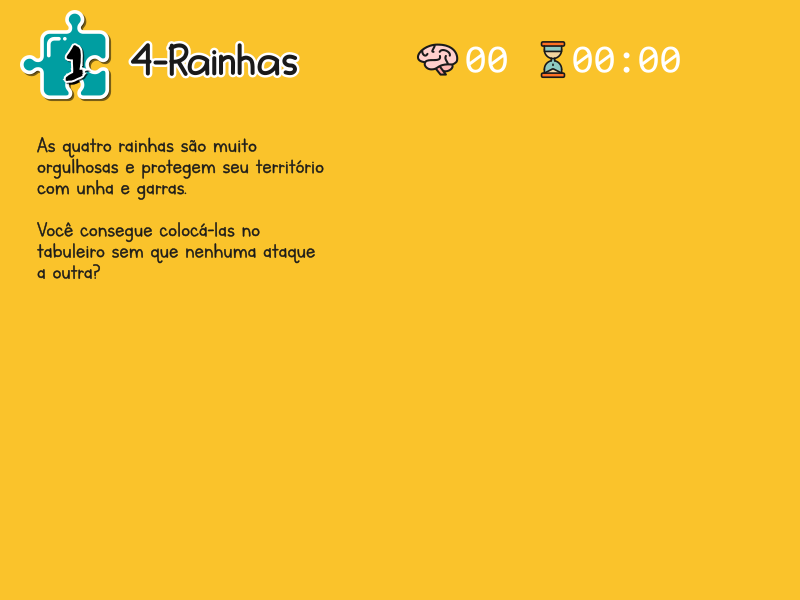 1
4-Rainhas
00
00:00
As quatro rainhas são muito
orgulhosas e protegem seu território
com unha e garras.
Você consegue colocá-las no
tabuleiro sem que nenhuma ataque
a outra?